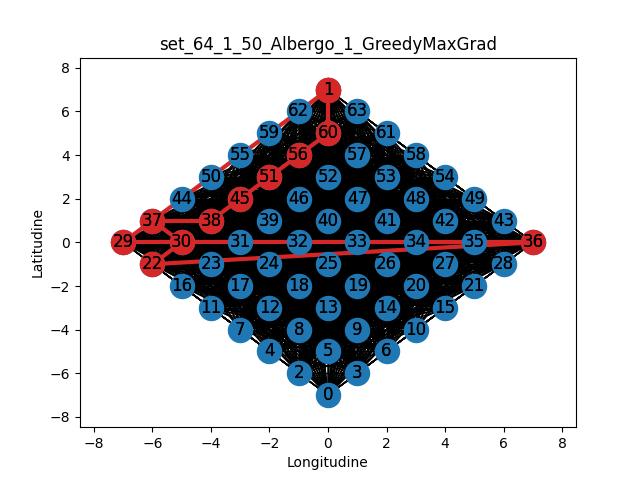 set_64_1_50_Albergo_1_GreedyMaxGrad
8
6
4
2
0
−2
−4
−6
−8
Latitudine
1
62 63
59 60 61
55 56 57 58
50 51 52 53 54
44 45 46 47 48 49
37 38 39 40 41 42 43
29 30 31 32 33 34 35 36
22 23 24 25 26 27 28
16 17 18 19 20 21
11 12 13 14 15
7 8 9 10
4 5 6
2 3
0
−8 −6 −4 −2 0 2 4 6 8
Longitudine